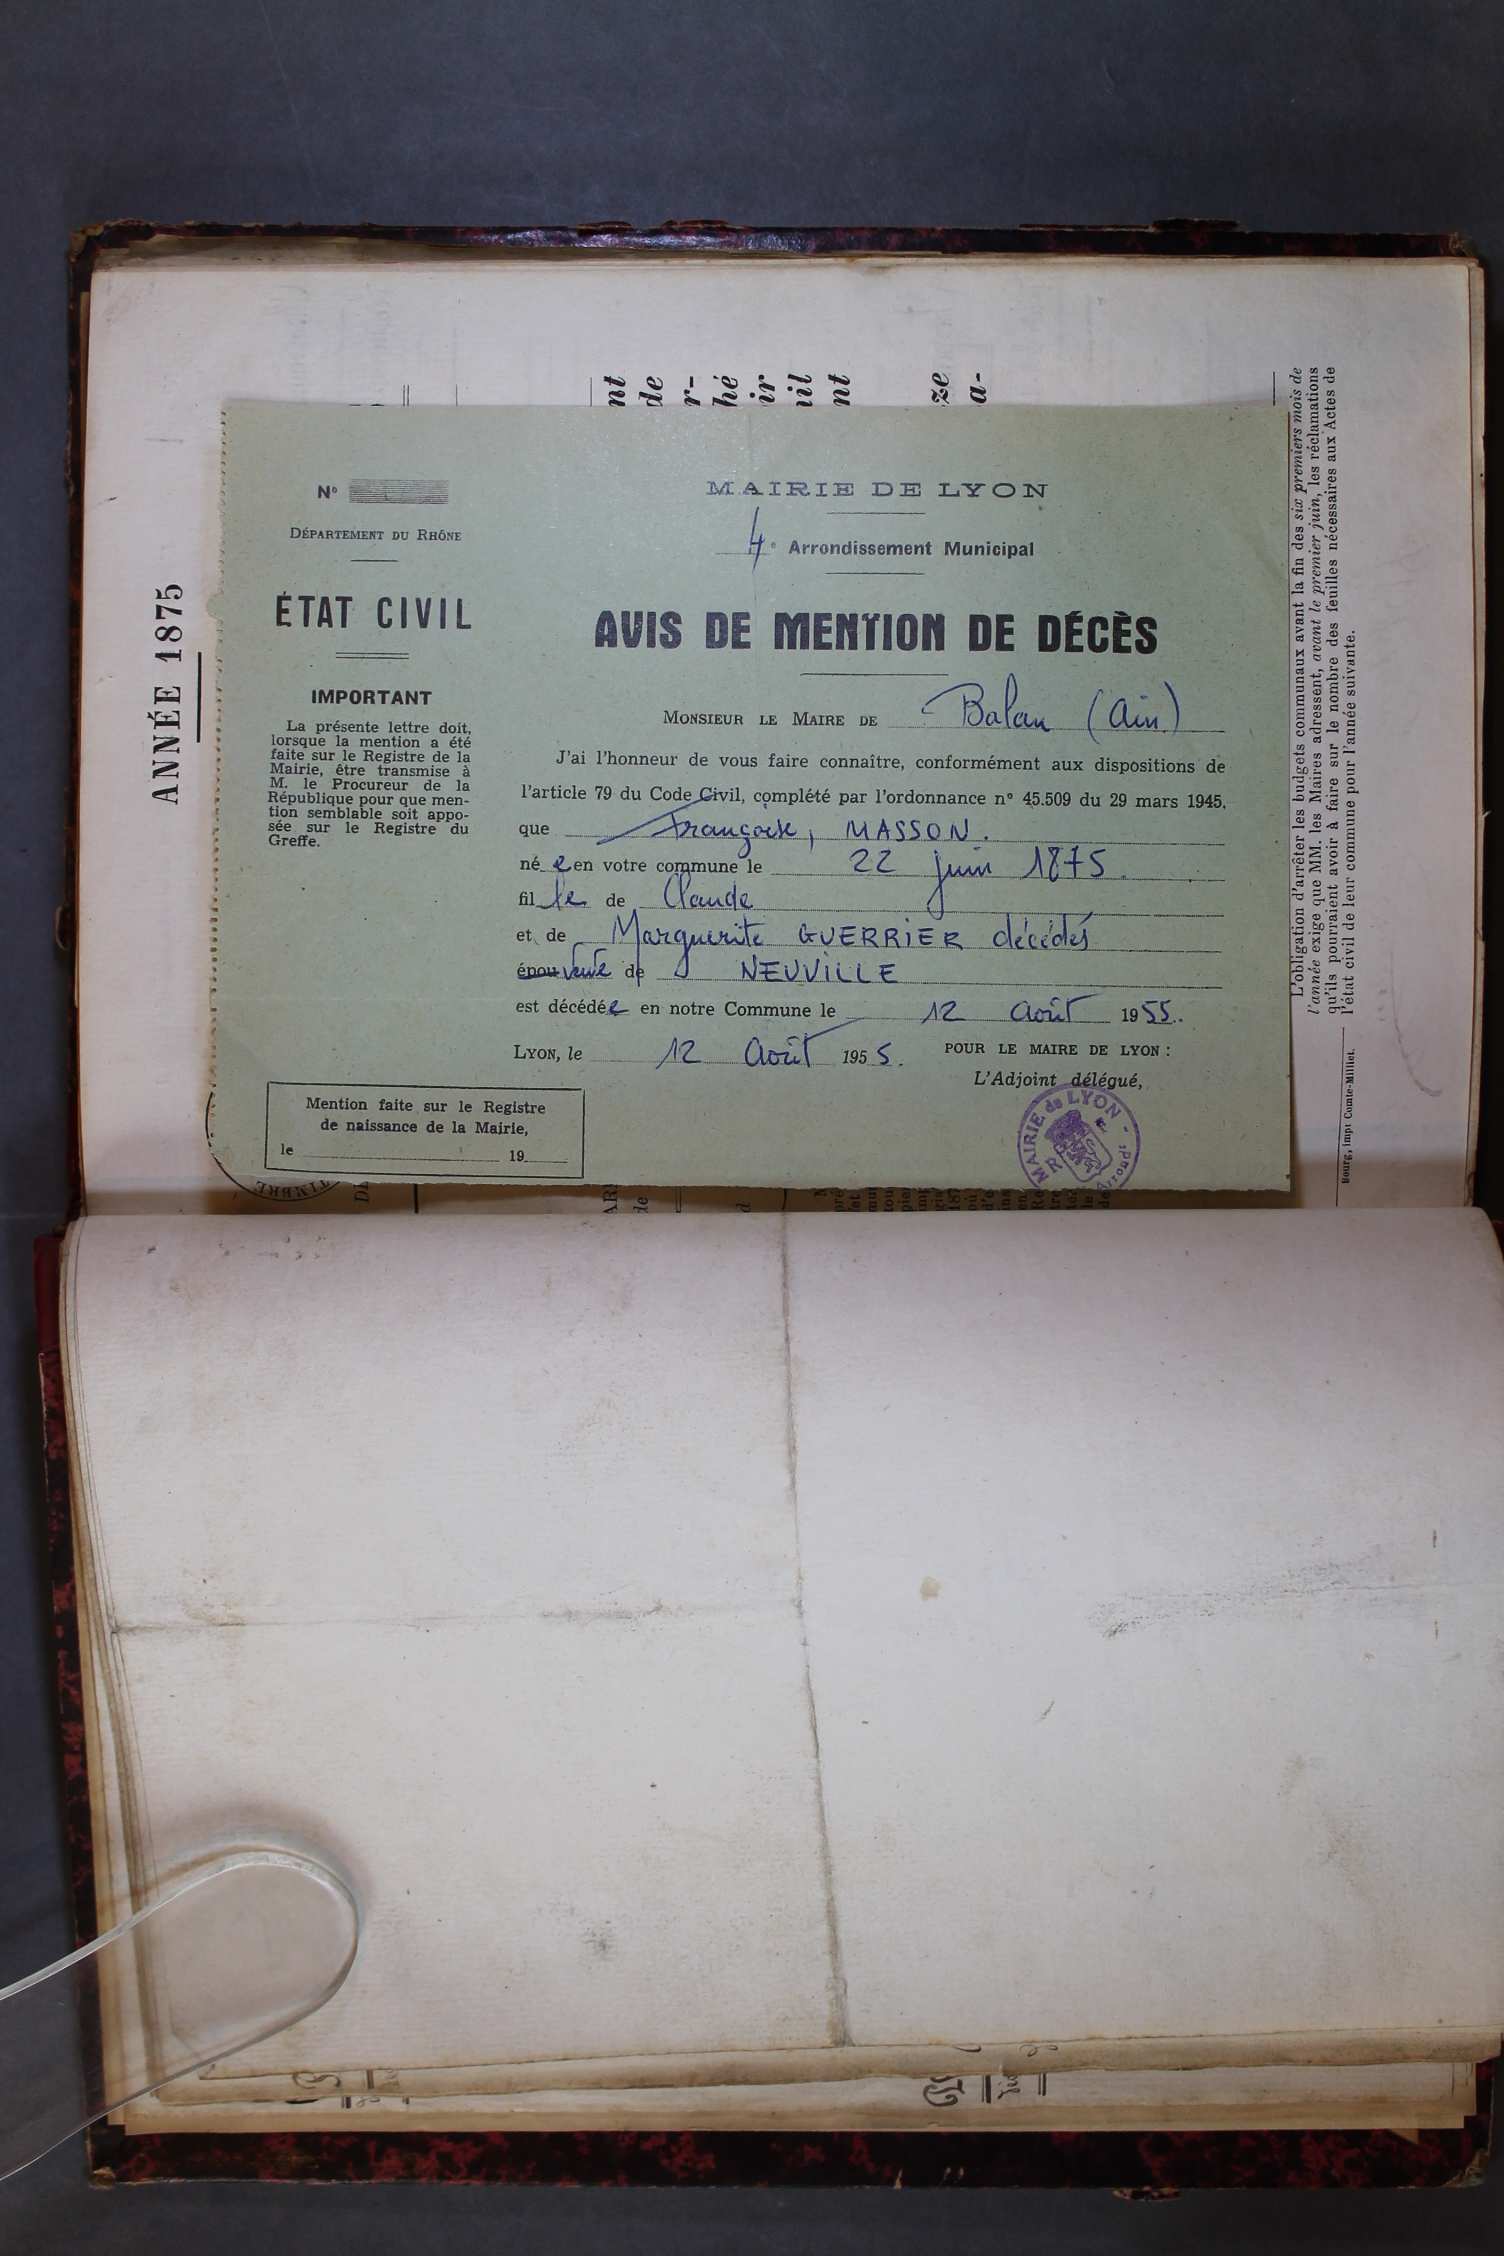 ANNÉE 1875
nt
de
r-
hé
ir
nt
ze
a-
N°
DÉPARTEMENT DU RHÔNE
ÉTAT CIVIL
IMPORTANT
La présente lettre doit,
lorsque la mention a été
faite sur le Registre de la
Mairie, être transmise à
M. le Procureur de la
République pour que men-
tion semblable soit appo-
sée sur le Registre du
Greffe.
MAIRIE DE LYON
4e Arrondissement Municipal
AVIS DE MENTION DE DÉCÈS
MONSIEUR LE MAIRE DE Balan (Ain)
J'ai l'honneur de vous faire connaître, conformément aux dispositions de
l'article 79 du Code Civil, complété par l'ordonnance n° 45.509 du 29 mars 1945,
que Françoise, MASSON.
née en votre commune le 22 juin 1875.
fille de Claude
et de Marguerite GUERRIER décédés
épou veuve de NEUVILLE
est décédée en notre Commune le 12 Août 1955.
LYON, le 12 Août 1955.
POUR LE MAIRE DE LYON :
L'Adjoint délégué,
MAIRIE de LYON
Arrondt
Mention faite sur le Registre
de naissance de la Mairie,
le 19
TIMBRE
L'obligation d'arrêter les budgets communaux avant la fin des six premiers mois de
l'année exige que MM. les Maires adressent, avant le premier juin, les réclamations
qu'ils pourraient avoir à faire sur le nombre des feuilles nécessaires aux Actes de
l'état civil de leur commune pour l'année suivante.
Bourg, impr Comte-Milliet.